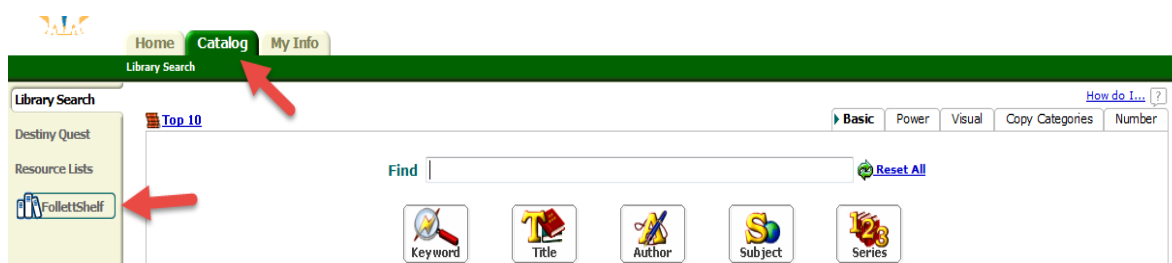 Home Catalog My Info
Library Search
Library Search
How do I... ?
Top 10
Basic Power Visual Copy Categories Number
Destiny Quest
Resource Lists
Find Reset All
FollettShelf
Keyword Title Author Subject Series